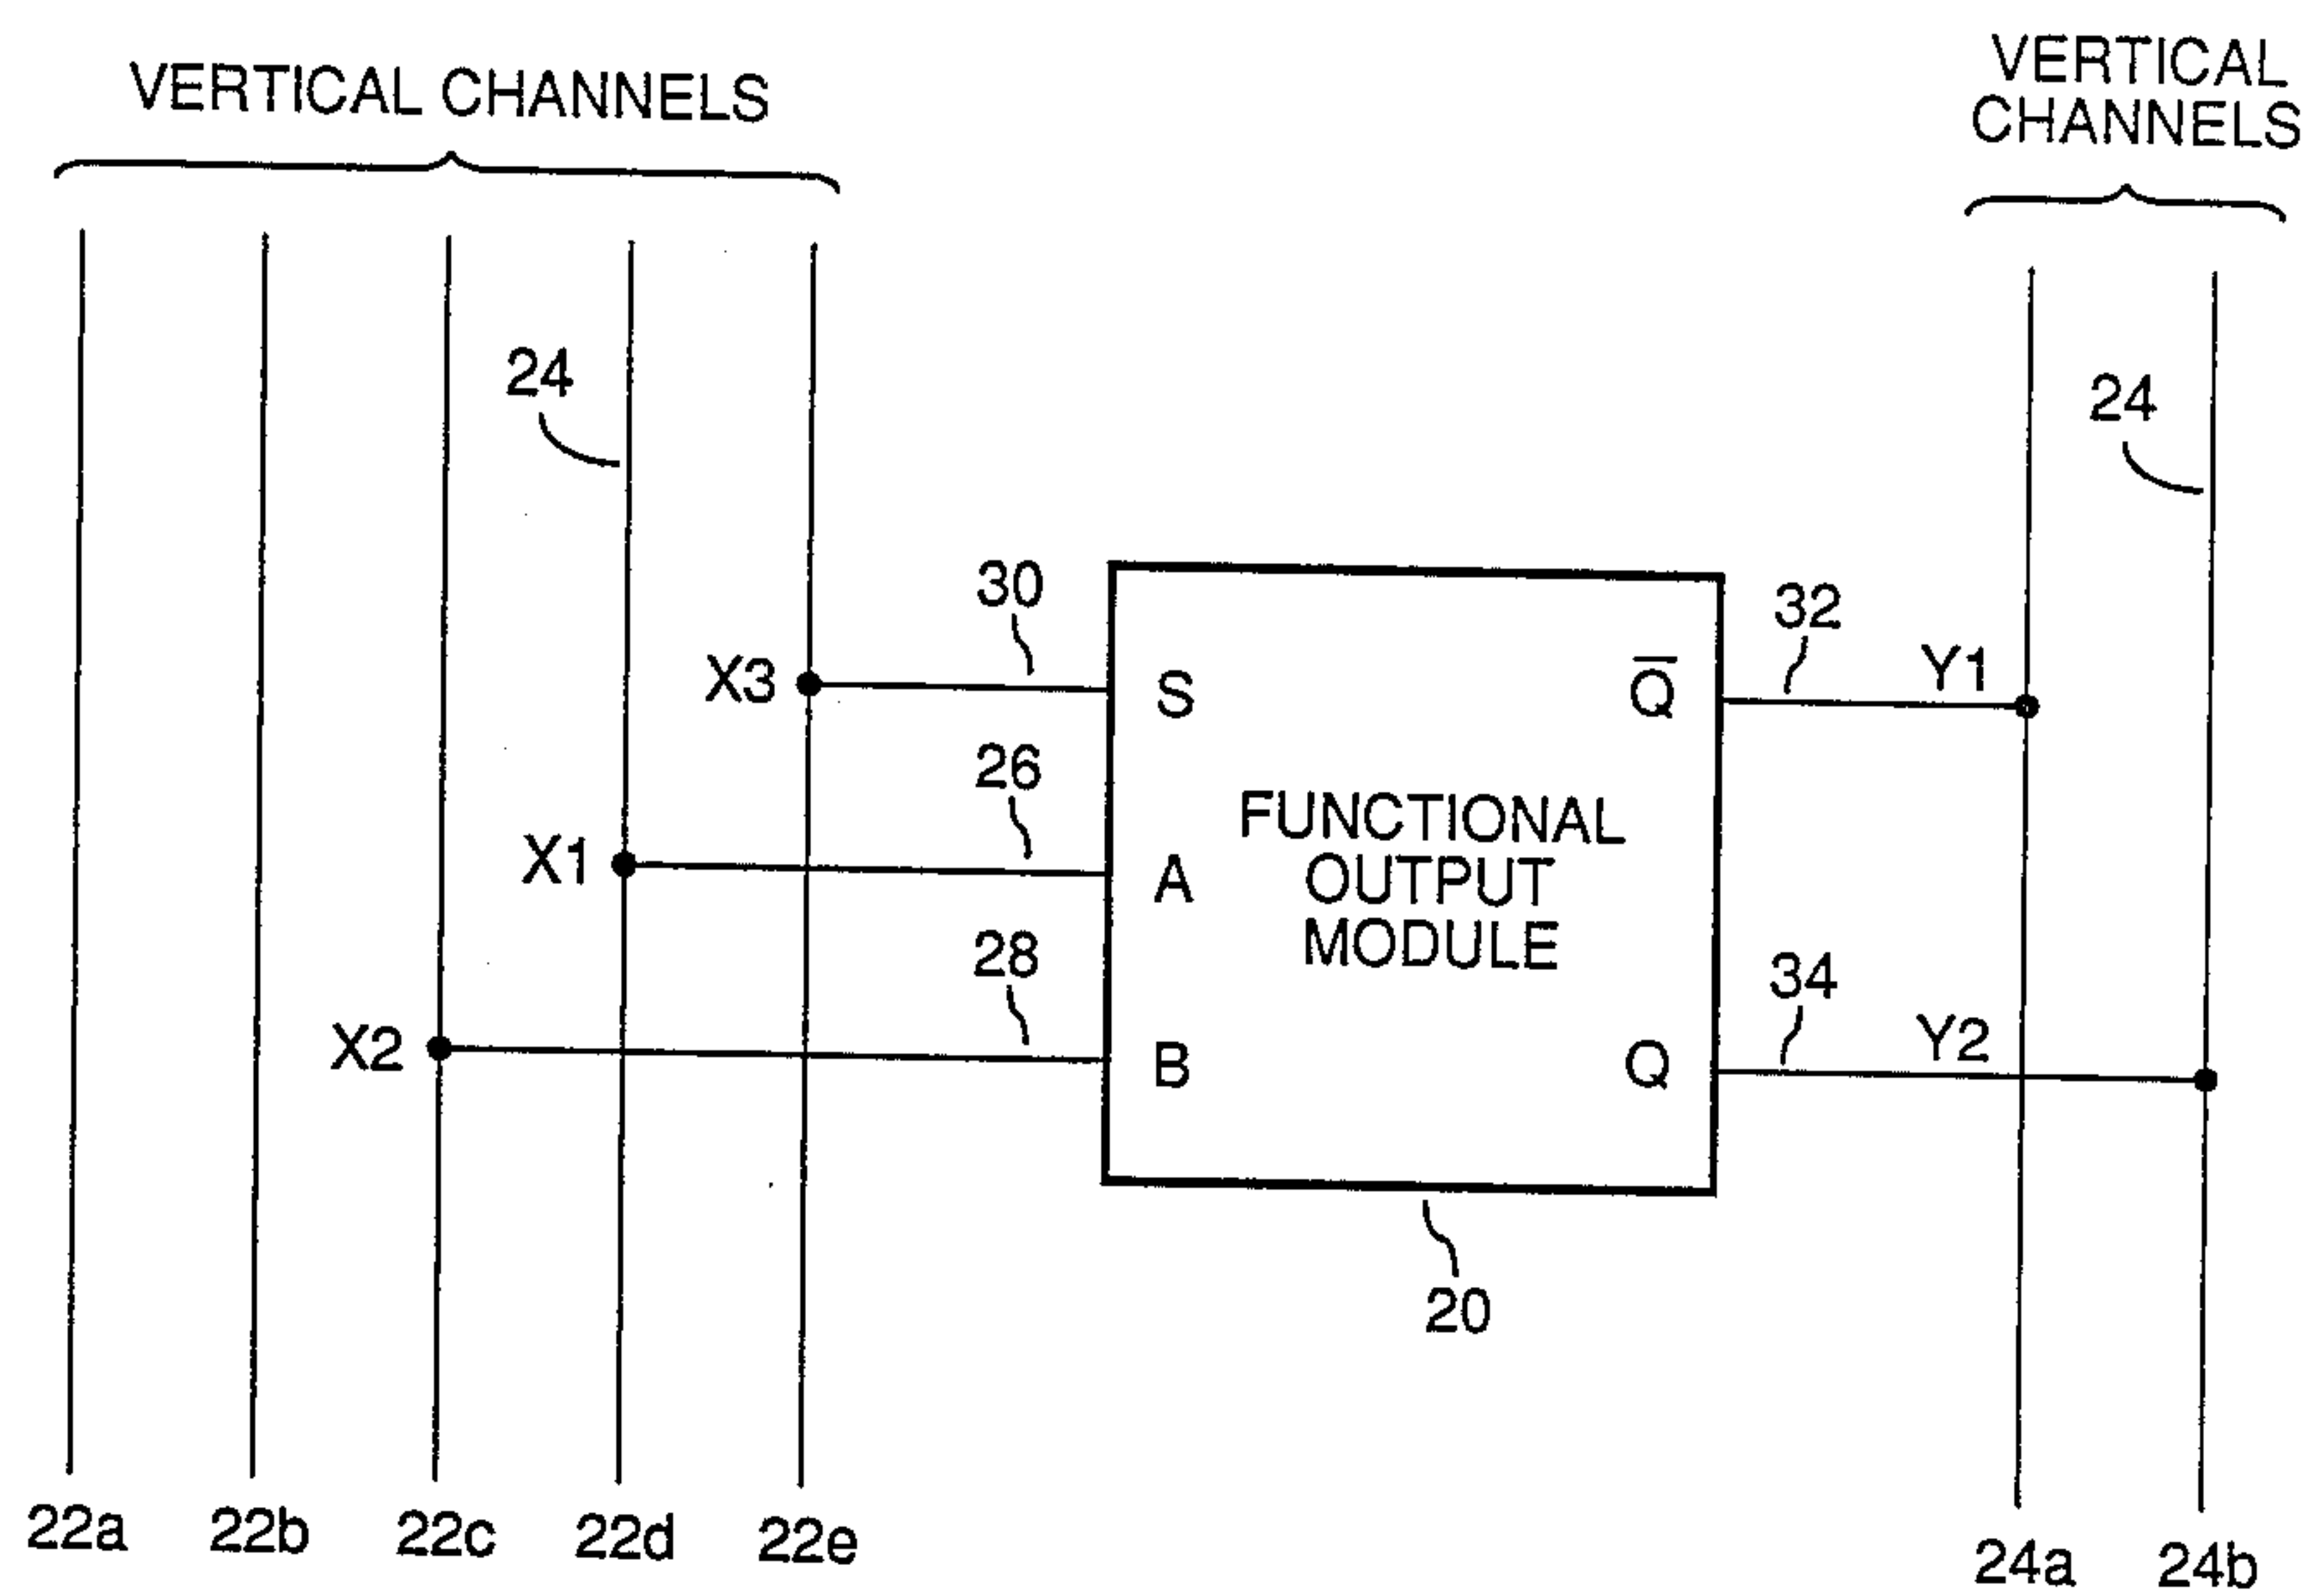 VERTICAL CHANNELS
VERTICAL
CHANNELS
24
24
30
32
X3
S
Q̅
Y1
26
X1
A
FUNCTIONAL
OUTPUT
MODULE
28
34
X2
B
Q
Y2
20
22a
22b
22c
22d
22e
24a
24b